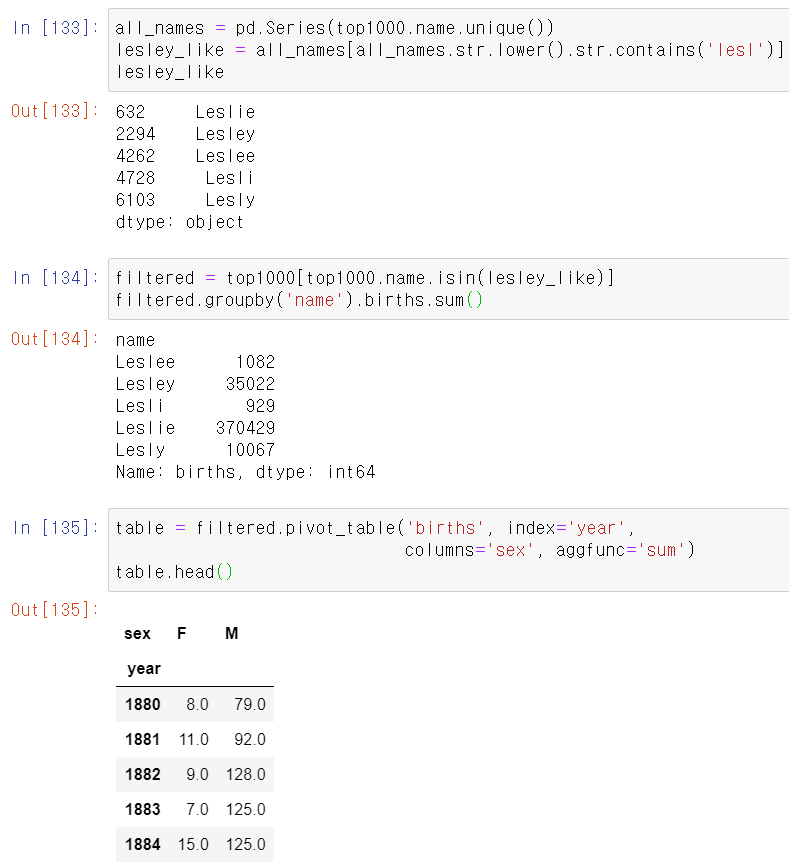 In [133]: all_names = pd.Series(top1000.name.unique())
lesley_like = all_names[all_names.str.lower().str.contains('lesl')]
lesley_like
Out[133]: 632 Leslie
2294 Lesley
4262 Leslee
4728 Lesli
6103 Lesly
dtype: object
In [134]: filtered = top1000[top1000.name.isin(lesley_like)]
filtered.groupby('name').births.sum()
Out[134]: name
Leslee 1082
Lesley 35022
Lesli 929
Leslie 370429
Lesly 10067
Name: births, dtype: int64
In [135]: table = filtered.pivot_table('births', index='year',
columns='sex', aggfunc='sum')
table.head()
Out[135]:
sex F M
year
1880 8.0 79.0
1881 11.0 92.0
1882 9.0 128.0
1883 7.0 125.0
1884 15.0 125.0